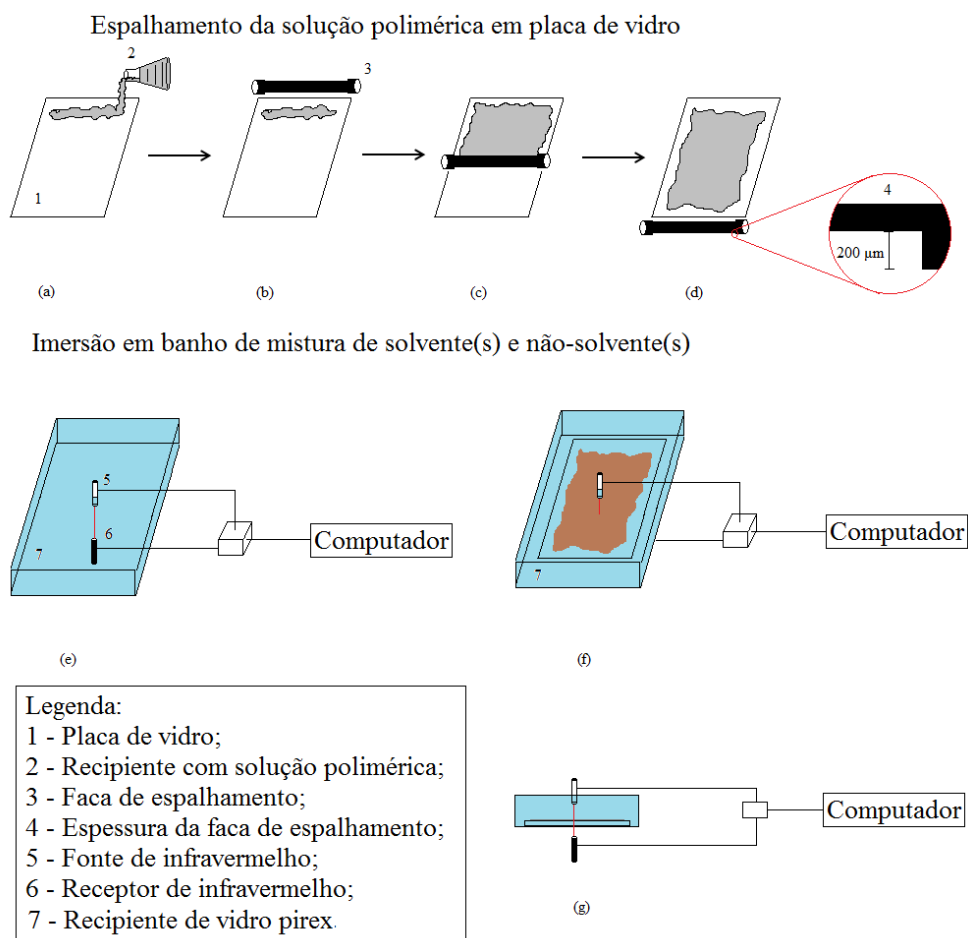 Espalhamento da solução polimérica em placa de vidro
2
3
1
4
200 µm
(a)
(b)
(c)
(d)
Imersão em banho de mistura de solvente(s) e não-solvente(s)
5
6
7
Computador
7
Computador
(e)
(f)
Legenda:
1 - Placa de vidro;
2 - Recipiente com solução polimérica;
3 - Faca de espalhamento;
4 - Espessura da faca de espalhamento;
5 - Fonte de infravermelho;
6 - Receptor de infravermelho;
7 - Recipiente de vidro pirex.
Computador
(g)